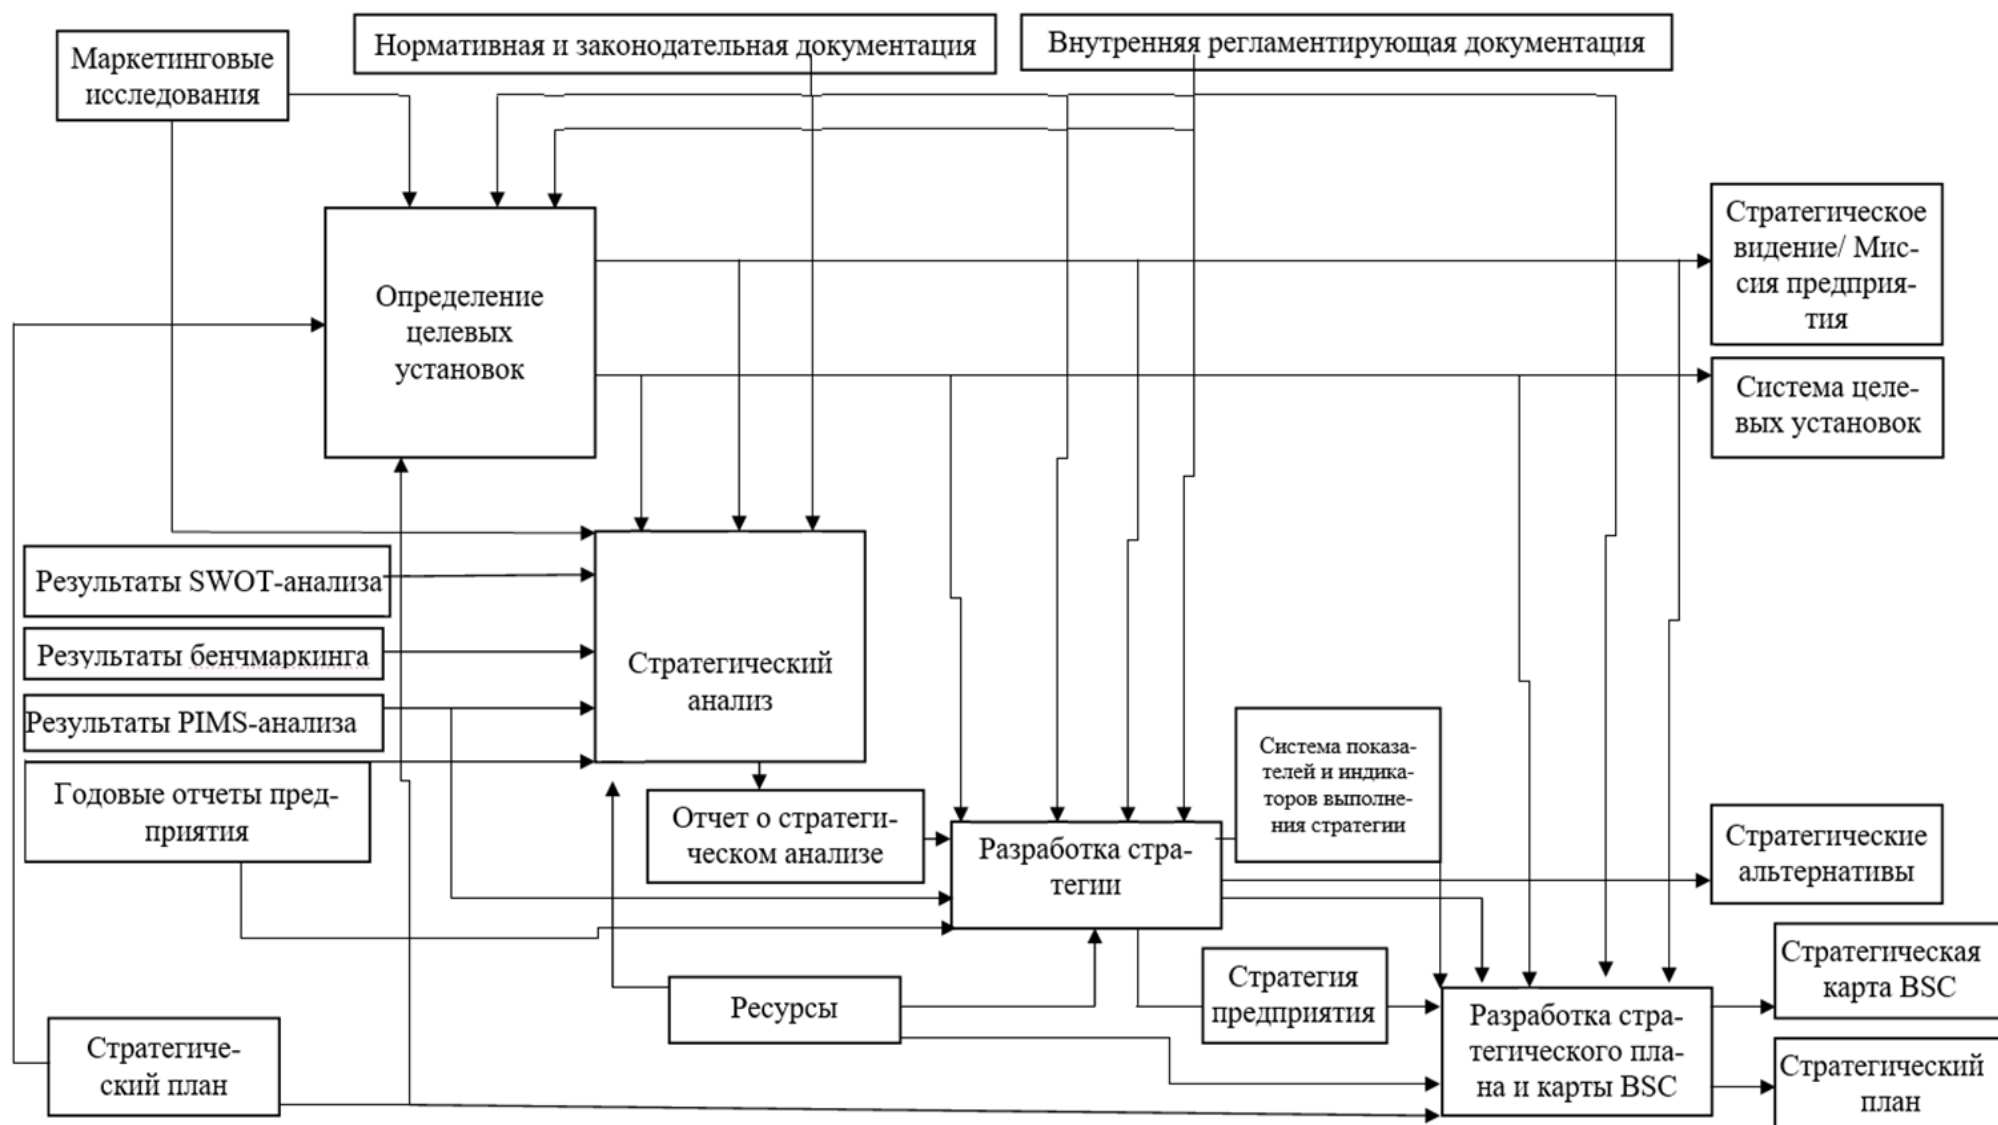 Маркетинговые
исследования
Нормативная и законодательная документация
Внутренняя регламентирующая документация
Стратегическое
видение/ Мис-
сия предприя-
тия
Определение
целевых
установок
Система целе-
вых установок
Результаты SWOT-анализа
Результаты бенчмаркинга
Результаты PIMS-анализа
Годовые отчеты пред-
приятия
Стратегический
анализ
Отчет о стратеги-
ческом анализе
Разработка стра-
тегии
Система показа-
телей и индика-
торов выполне-
ния стратегии
Стратегические
альтернативы
Ресурсы
Стратегия
предприятия
Стратегическая
карта BSC
Стратегиче-
ский план
Разработка стра-
тегического пла-
на и карты BSC
Стратегический
план